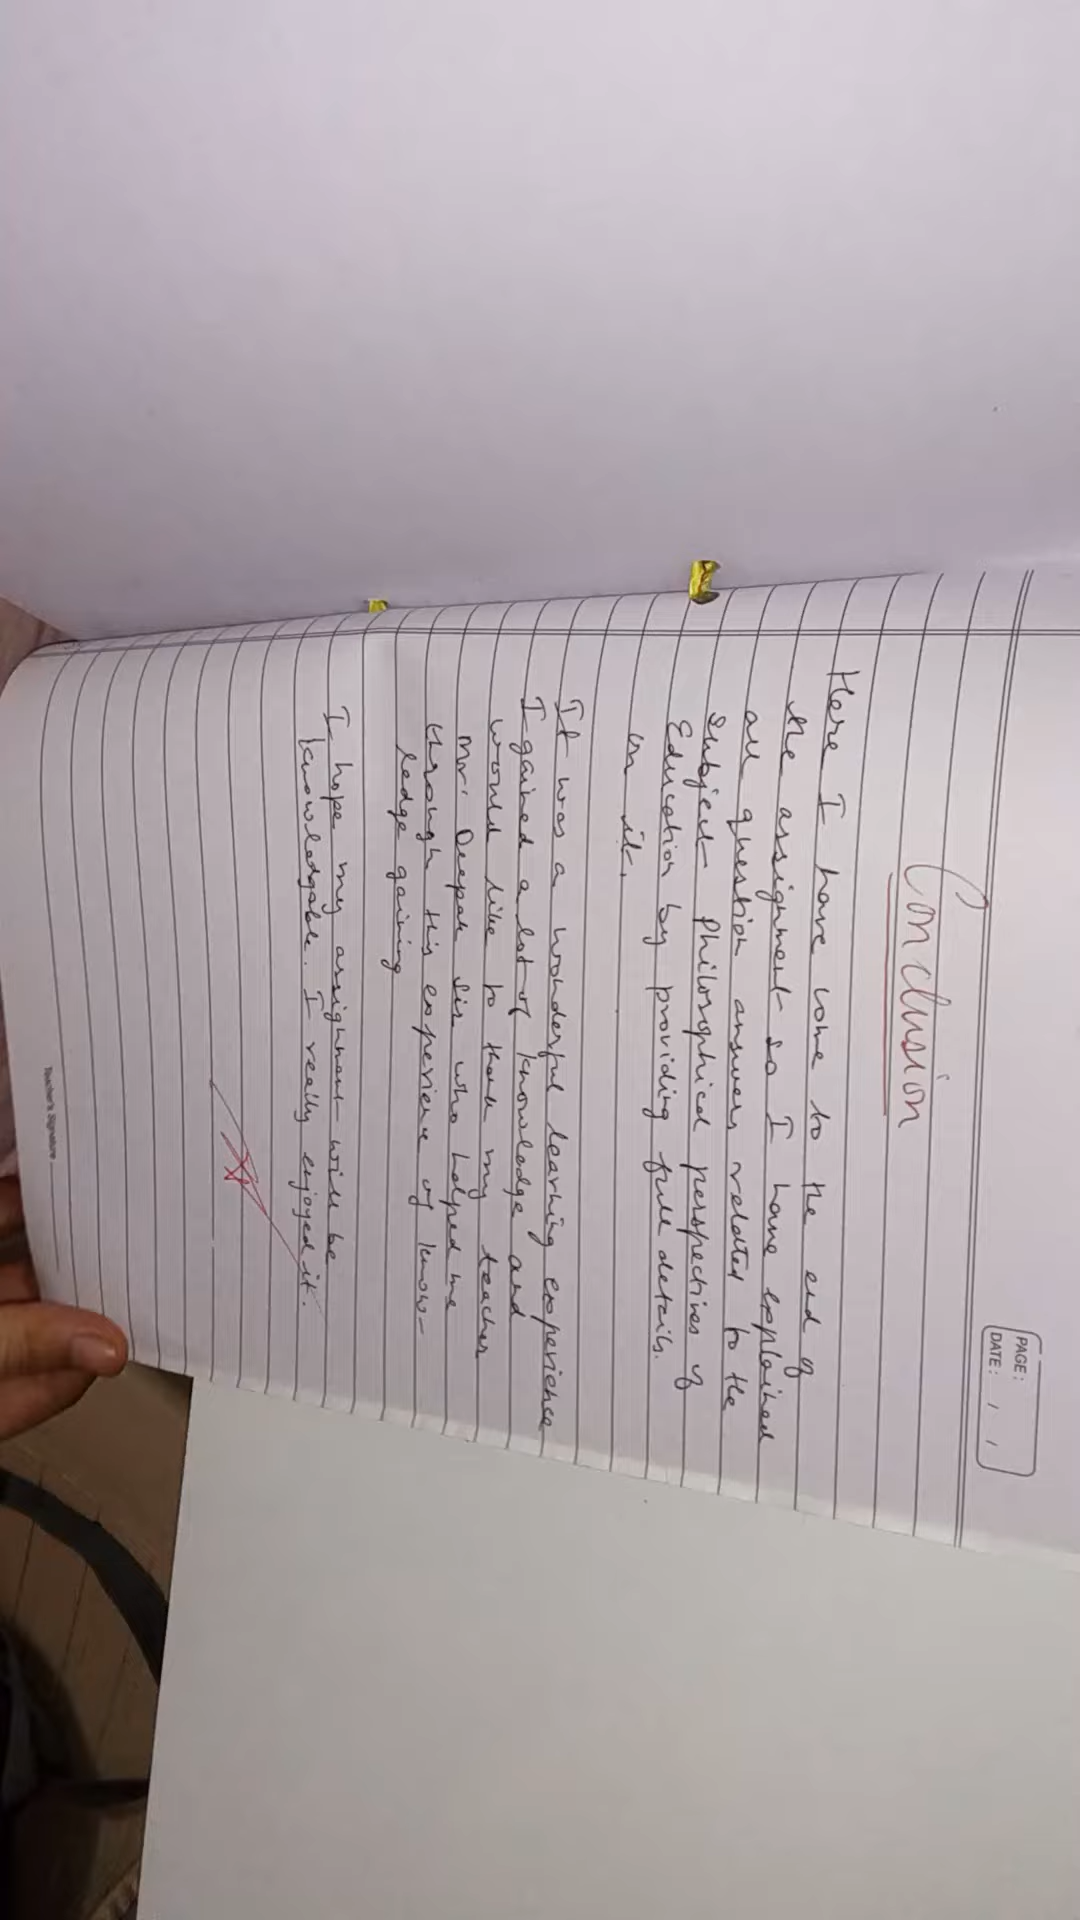 PAGE:
DATE: / /
Conclusion
Here I have come to the end of
the assignment so I have explained
all question answers related to the
subject Philosophical perspectives of
Education by providing full details.
in it.
It was a wonderful learning experience
I gained a lot of knowledge and
would like to thank my teacher
Mr. Deepak Sir who helped me
through his experience of know-
ledge gaining
I hope my assignment will be
knowledgable. I really enjoyed it.
Teacher's Signature